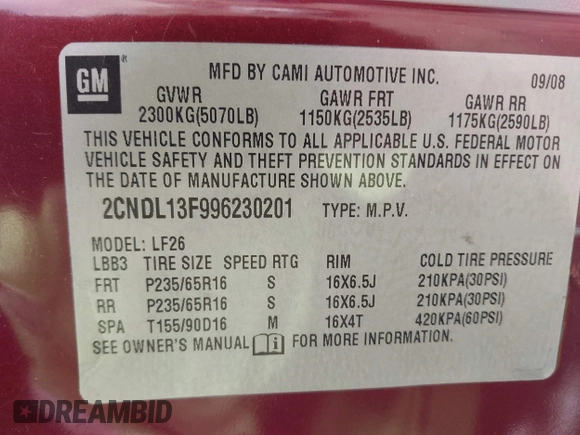 GM ®
MFD BY CAMI AUTOMOTIVE INC. 09/08
GVWR GAWR FRT GAWR RR
2300KG(5070LB) 1150KG(2535LB) 1175KG(2590LB)
THIS VEHICLE CONFORMS TO ALL APPLICABLE U.S. FEDERAL MOTOR
VEHICLE SAFETY AND THEFT PREVENTION STANDARDS IN EFFECT ON
THE DATE OF MANUFACTURE SHOWN ABOVE.
2CNDL13F996230201 TYPE: M.P.V.
MODEL: LF26
LBB3 TIRE SIZE SPEED RTG RIM COLD TIRE PRESSURE
FRT P235/65R16 S 16X6.5J 210KPA(30PSI)
RR P235/65R16 S 16X6.5J 210KPA(30PSI)
SPA T155/90D16 M 16X4T 420KPA(60PSI)
SEE OWNER'S MANUAL FOR MORE INFORMATION.
DREAMBID